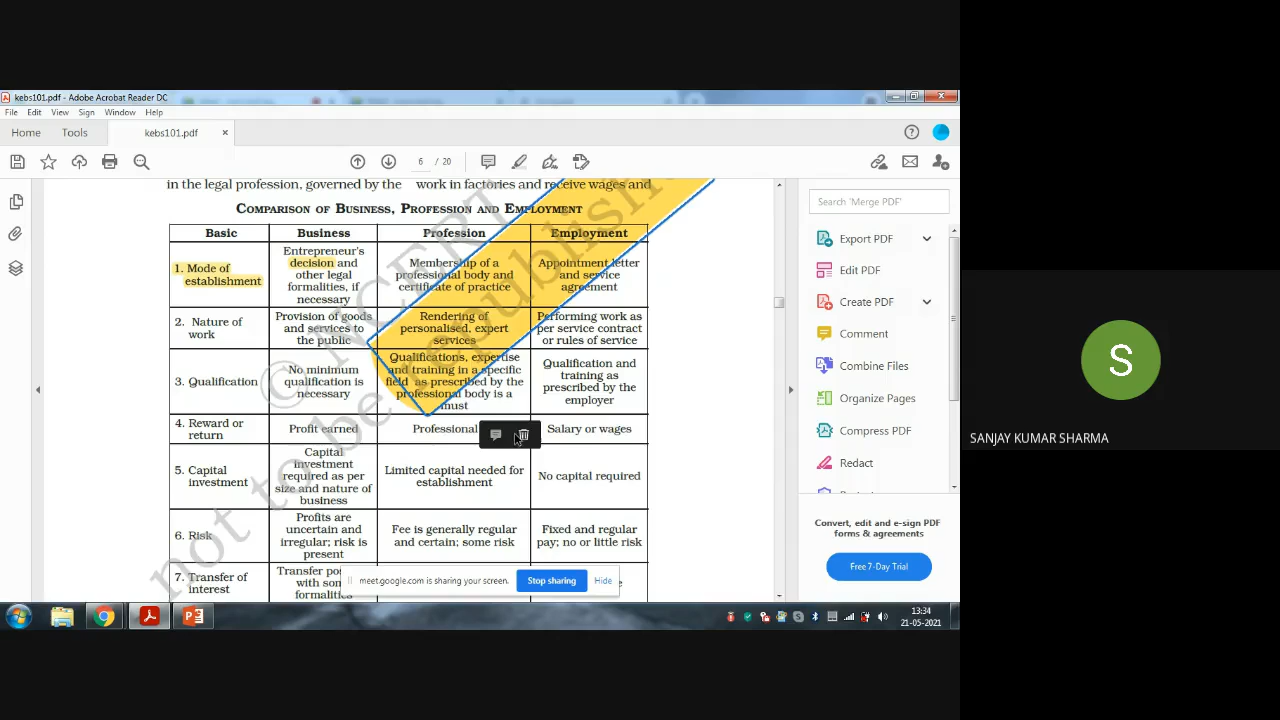 kebs101.pdf - Adobe Acrobat Reader DC
File Edit View Sign Window Help
Home Tools kebs101.pdf ×
6 / 20
in the legal profession, governed by the work in factories and receive wages and
COMPARISON OF BUSINESS, PROFESSION AND EMPLOYMENT
Basic Business Profession Employment
1. Mode of establishment
Entrepreneur's
decision and
other legal
formalities, if
necessary
Membership of a
professional body and
certificate of practice
Appointment letter
and service
agreement
2. Nature of
work
Provision of goods
and services to
the public
Rendering of
personalised, expert
services
Performing work as
per service contract
or rules of service
3. Qualification
No minimum
qualification is
necessary
Qualifications, expertise
and training in a specific
field as prescribed by the
professional body is a
must
Qualification and
training as
prescribed by the
employer
4. Reward or
return
Profit earned
Professional
Salary or wages
5. Capital
investment
Capital
investment
required as per
size and nature of
business
Limited capital needed for
establishment
No capital required
6. Risk
Profits are
uncertain and
irregular; risk is
present
Fee is generally regular
and certain; some risk
Fixed and regular
pay; no or little risk
7. Transfer of
interest
Transfer
with
formalities
© NCERT
not to be republished
meet.google.com is sharing your screen. Stop sharing Hide
Search 'Merge PDF'
Export PDF
Edit PDF
Create PDF
Comment
Combine Files
Organize Pages
Compress PDF
Redact
Convert, edit and e-sign PDF
forms & agreements
Free 7-Day Trial
13:34
21-05-2021
S
SANJAY KUMAR SHARMA